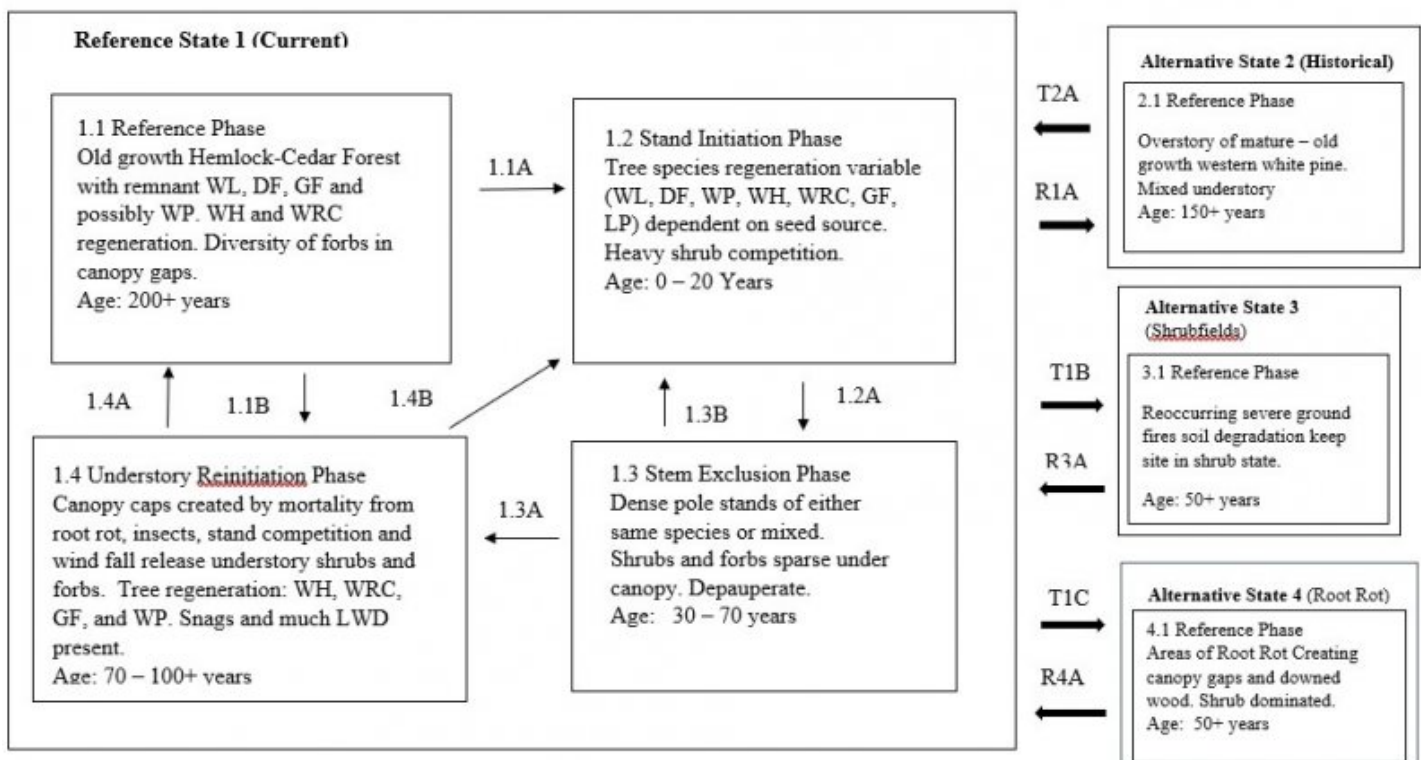 Reference State 1 (Current)
1.1 Reference Phase
Old growth Hemlock-Cedar Forest
with remnant WL, DF, GF and
possibly WP. WH and WRC
regeneration. Diversity of forbs in
canopy gaps.
Age: 200+ years
1.1A
1.2 Stand Initiation Phase
Tree species regeneration variable
(WL, DF, WP, WH, WRC, GF,
LP) dependent on seed source.
Heavy shrub competition.
Age: 0 – 20 Years
1.4A
1.1B
1.4B
1.3B
1.2A
1.4 Understory Reinitiation Phase
Canopy caps created by mortality from
root rot, insects, stand competition and
wind fall release understory shrubs and
forbs. Tree regeneration: WH, WRC,
GF, and WP. Snags and much LWD
present.
Age: 70 – 100+ years
1.3A
1.3 Stem Exclusion Phase
Dense pole stands of either
same species or mixed.
Shrubs and forbs sparse under
canopy. Depauperate.
Age: 30 – 70 years
T2A
R1A
Alternative State 2 (Historical)
2.1 Reference Phase
Overstory of mature – old
growth western white pine.
Mixed understory
Age: 150+ years
T1B
R3A
Alternative State 3
(Shrubfields)
3.1 Reference Phase
Reoccurring severe ground
fires soil degradation keep
site in shrub state.
Age: 50+ years
T1C
R4A
Alternative State 4 (Root Rot)
4.1 Reference Phase
Areas of Root Rot Creating
canopy gaps and downed
wood. Shrub dominated.
Age: 50+ years